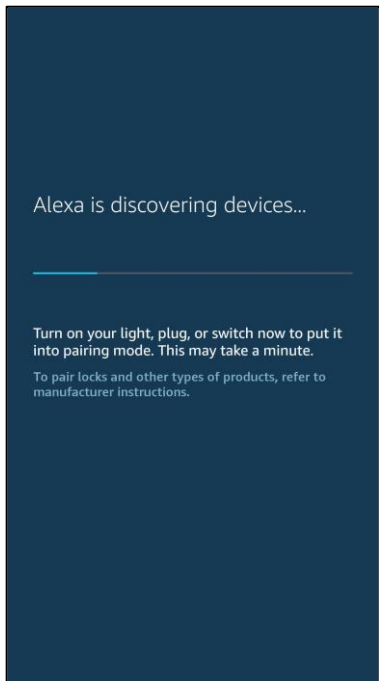 Alexa is discovering devices...
Turn on your light, plug, or switch now to put it
into pairing mode. This may take a minute.
To pair locks and other types of products, refer to
manufacturer instructions.